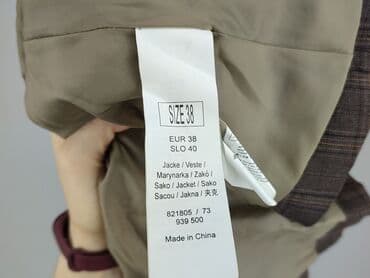 SIZE 38
EUR 38
SLO 40
Jacke / Veste /
Marynarka / Zakó /
Sako / Jacket / Sako
Sacou / Jakna / 夹克
821805 / 73
939 500
Made in China